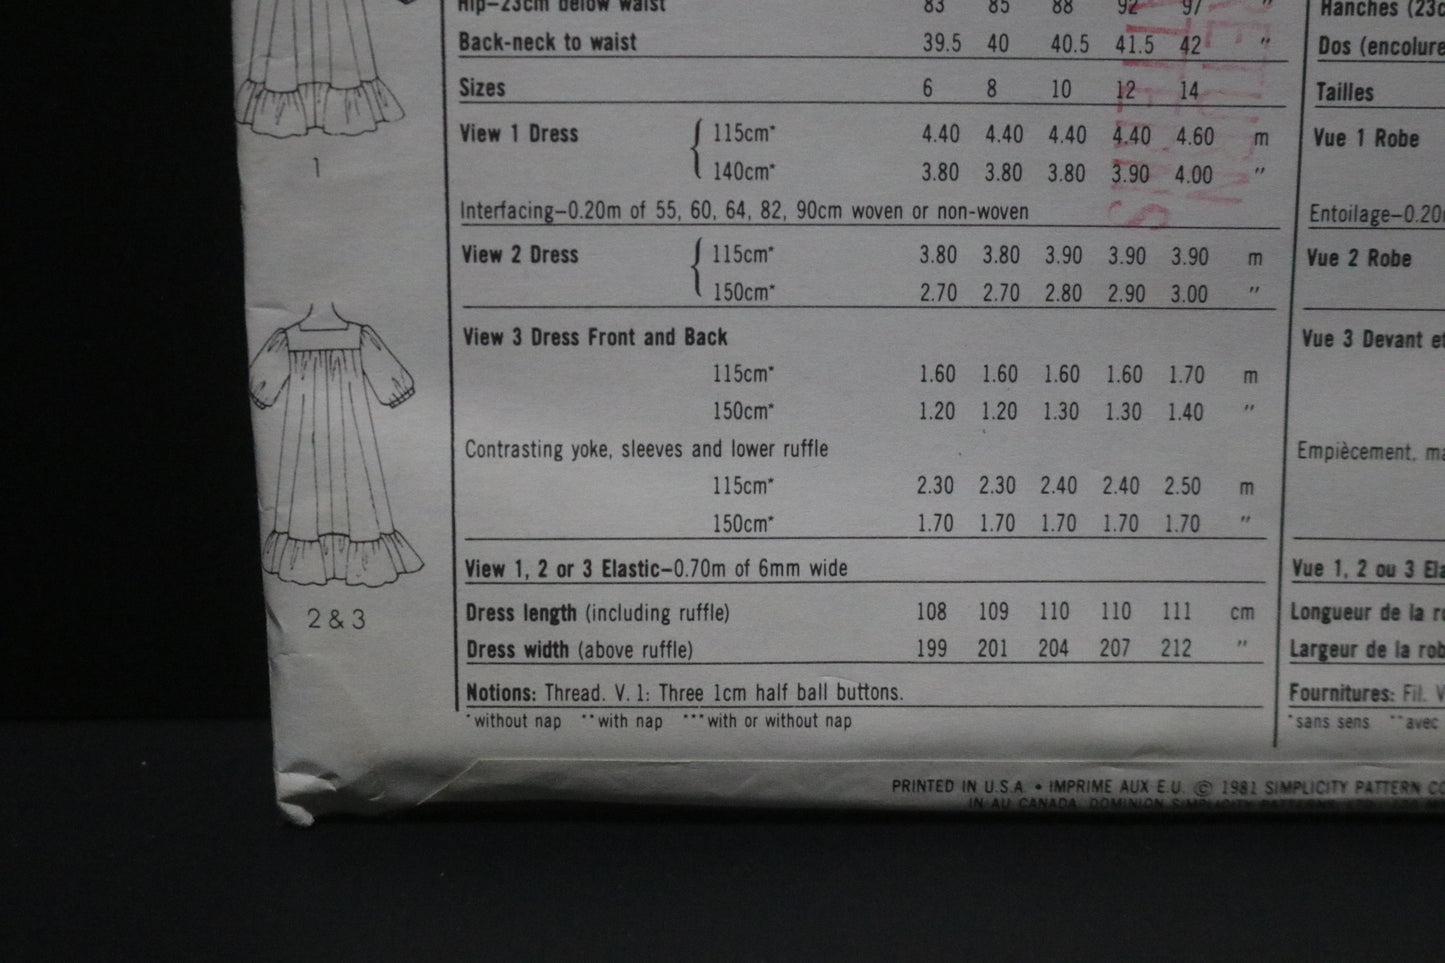 Hip–23cm below waist 83 85 88 92 97 "
Back-neck to waist 39.5 40 40.5 41.5 42 "
Sizes 6 8 10 12 14
View 1 Dress { 115cm* 4.40 4.40 4.40 4.40 4.60 m
140cm* 3.80 3.80 3.80 3.90 4.00 "
Interfacing–0.20m of 55, 60, 64, 82, 90cm woven or non-woven
View 2 Dress { 115cm* 3.80 3.80 3.90 3.90 3.90 m
150cm* 2.70 2.70 2.80 2.90 3.00 "
View 3 Dress Front and Back
115cm* 1.60 1.60 1.60 1.60 1.70 m
150cm* 1.20 1.20 1.30 1.30 1.40 "
Contrasting yoke, sleeves and lower ruffle
115cm* 2.30 2.30 2.40 2.40 2.50 m
150cm* 1.70 1.70 1.70 1.70 1.70 "
View 1, 2 or 3 Elastic–0.70m of 6mm wide
Dress length (including ruffle) 108 109 110 110 111 cm
Dress width (above ruffle) 199 201 204 207 212 "
Notions: Thread. V. 1: Three 1cm half ball buttons.
*without nap **with nap ***with or without nap
1
2 & 3
Hanches (23c
Dos (encolure
Tailles
Vue 1 Robe
Entoilage–0.20
Vue 2 Robe
Vue 3 Devant et
Empiècement, ma
Vue 1, 2 ou 3 Ela
Longueur de la ru
Largeur de la rob
Fournitures: Fil. V
*sans sens **avec
PRINTED IN U.S.A. • IMPRIME AUX E.U. © 1981 SIMPLICITY PATTERN CO
IN AU CANADA, DOMINION SIMPLICITY PATTERNS